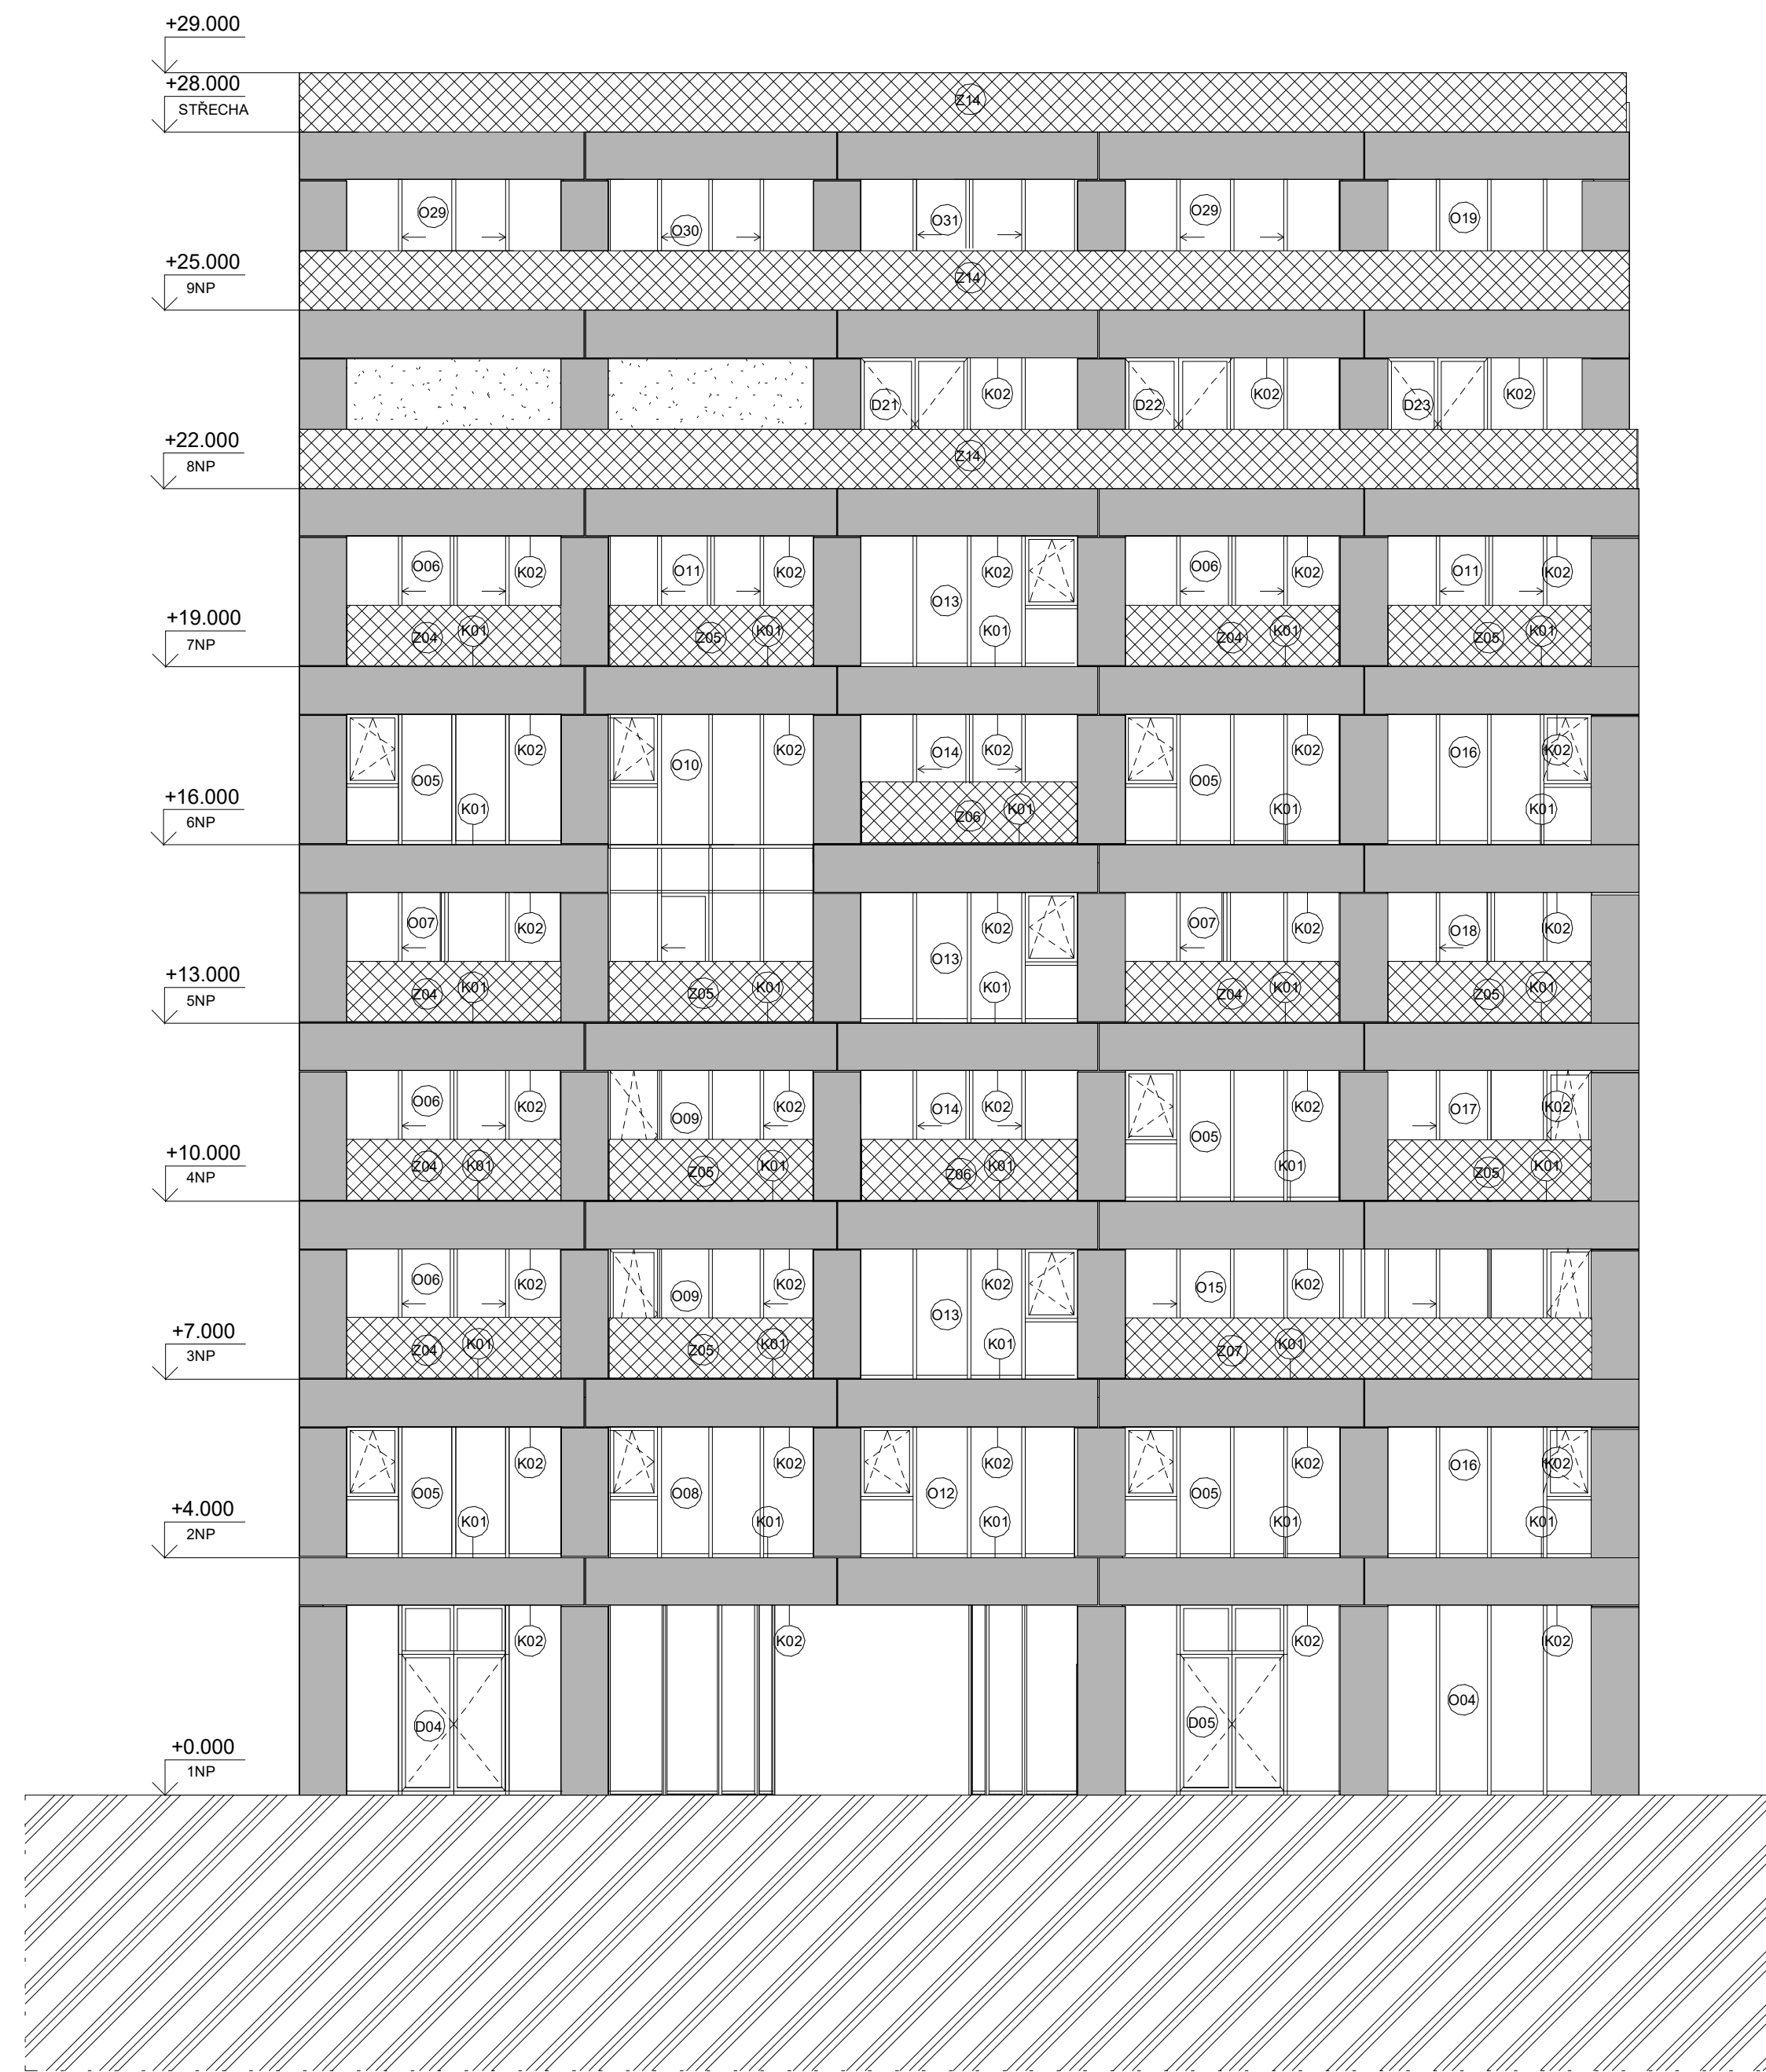 +29.000
Z14
+28.000
STŘECHA
O29 O30 O31 O29 O19
+25.000
9NP
Z14
D21 K02 D22 K02 D23 K02
+22.000
8NP
Z14
O06 K02 O11 K02 O13 K02 O06 K02 O11 K02
+19.000
7NP
Z04 K01 Z05 K01 K01 Z04 K01 Z05 K01
O05 K02 O10 K02 O14 K02 O05 K02 O16 K02
+16.000
6NP
K01 Z06 K01 K01 K01
O07 K02 O13 K02 O07 K02 O18 K02
+13.000
5NP
Z04 K01 Z05 K01 K01 Z04 K01 Z05 K01
O06 K02 O09 K02 O14 K02 O05 K02 O17 K02
+10.000
4NP
Z04 K01 Z05 K01 Z06 K01 K01 Z05 K01
O06 K02 O09 K02 O13 K02 O15 K02
+7.000
3NP
Z04 K01 Z05 K01 K01 Z07 K01
O05 K02 O08 K02 O12 K02 O05 K02 O16 K02
+4.000
2NP
K01 K01 K01 K01 K01
K02 K02 K02 K02
D04 D05 O04
+0.000
1NP